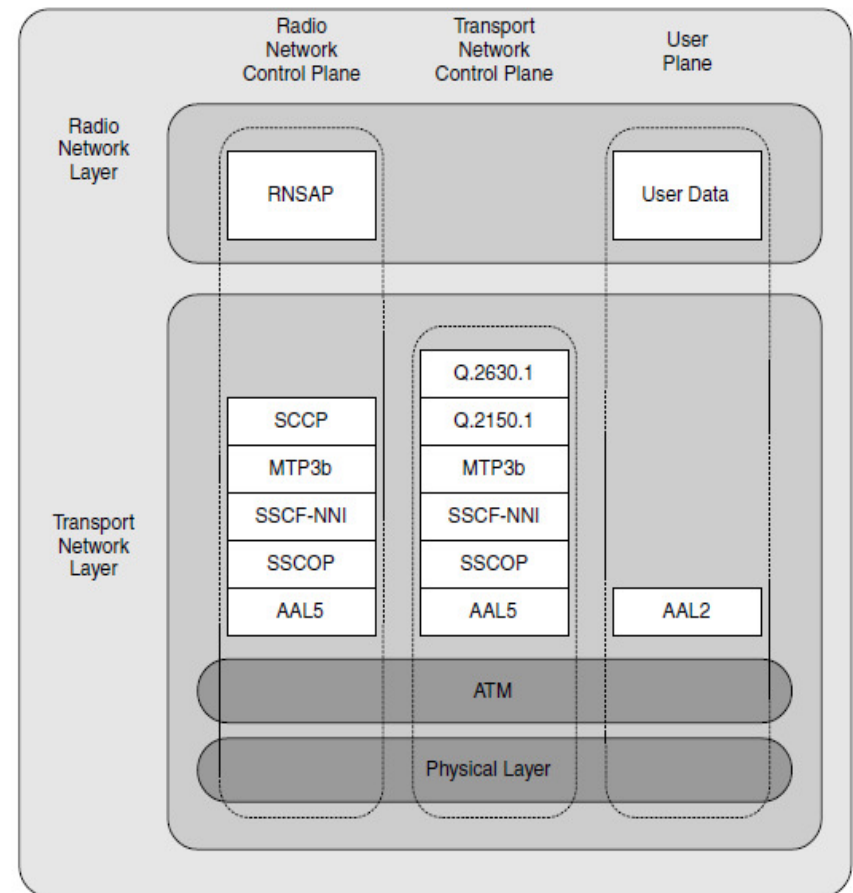 Radio
Network
Control Plane
Transport
Network
Control Plane
User
Plane
Radio
Network
Layer
RNSAP
User Data
Transport
Network
Layer
SCCP
MTP3b
SSCF-NNI
SSCOP
AAL5
Q.2630.1
Q.2150.1
MTP3b
SSCF-NNI
SSCOP
AAL5
AAL2
ATM
Physical Layer